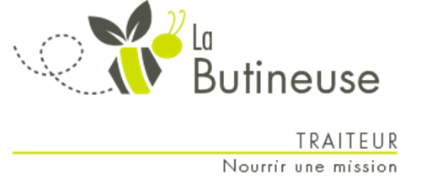 La
Butineuse
TRAITEUR
Nourrir une mission